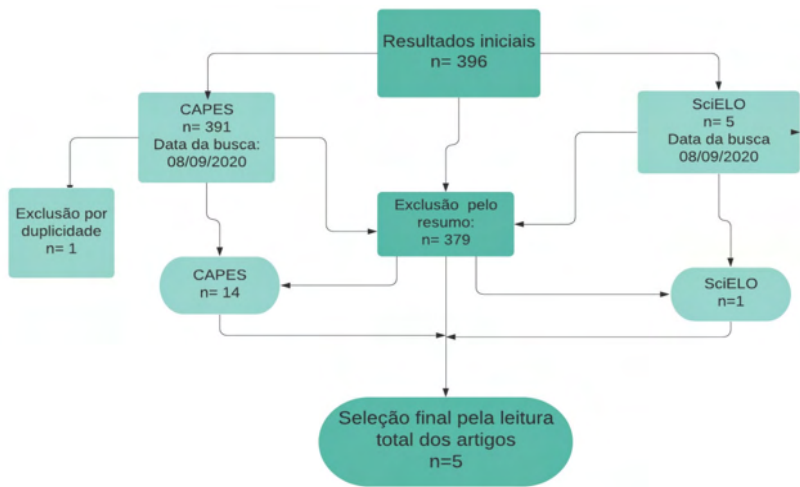 Resultados iniciais
n= 396
CAPES
n= 391
Data da busca:
08/09/2020
SciELO
n= 5
Data da busca
08/09/2020
Exclusão por
duplicidade
n= 1
Exclusão pelo
resumo:
n= 379
CAPES
n= 14
SciELO
n=1
Seleção final pela leitura
total dos artigos
n=5